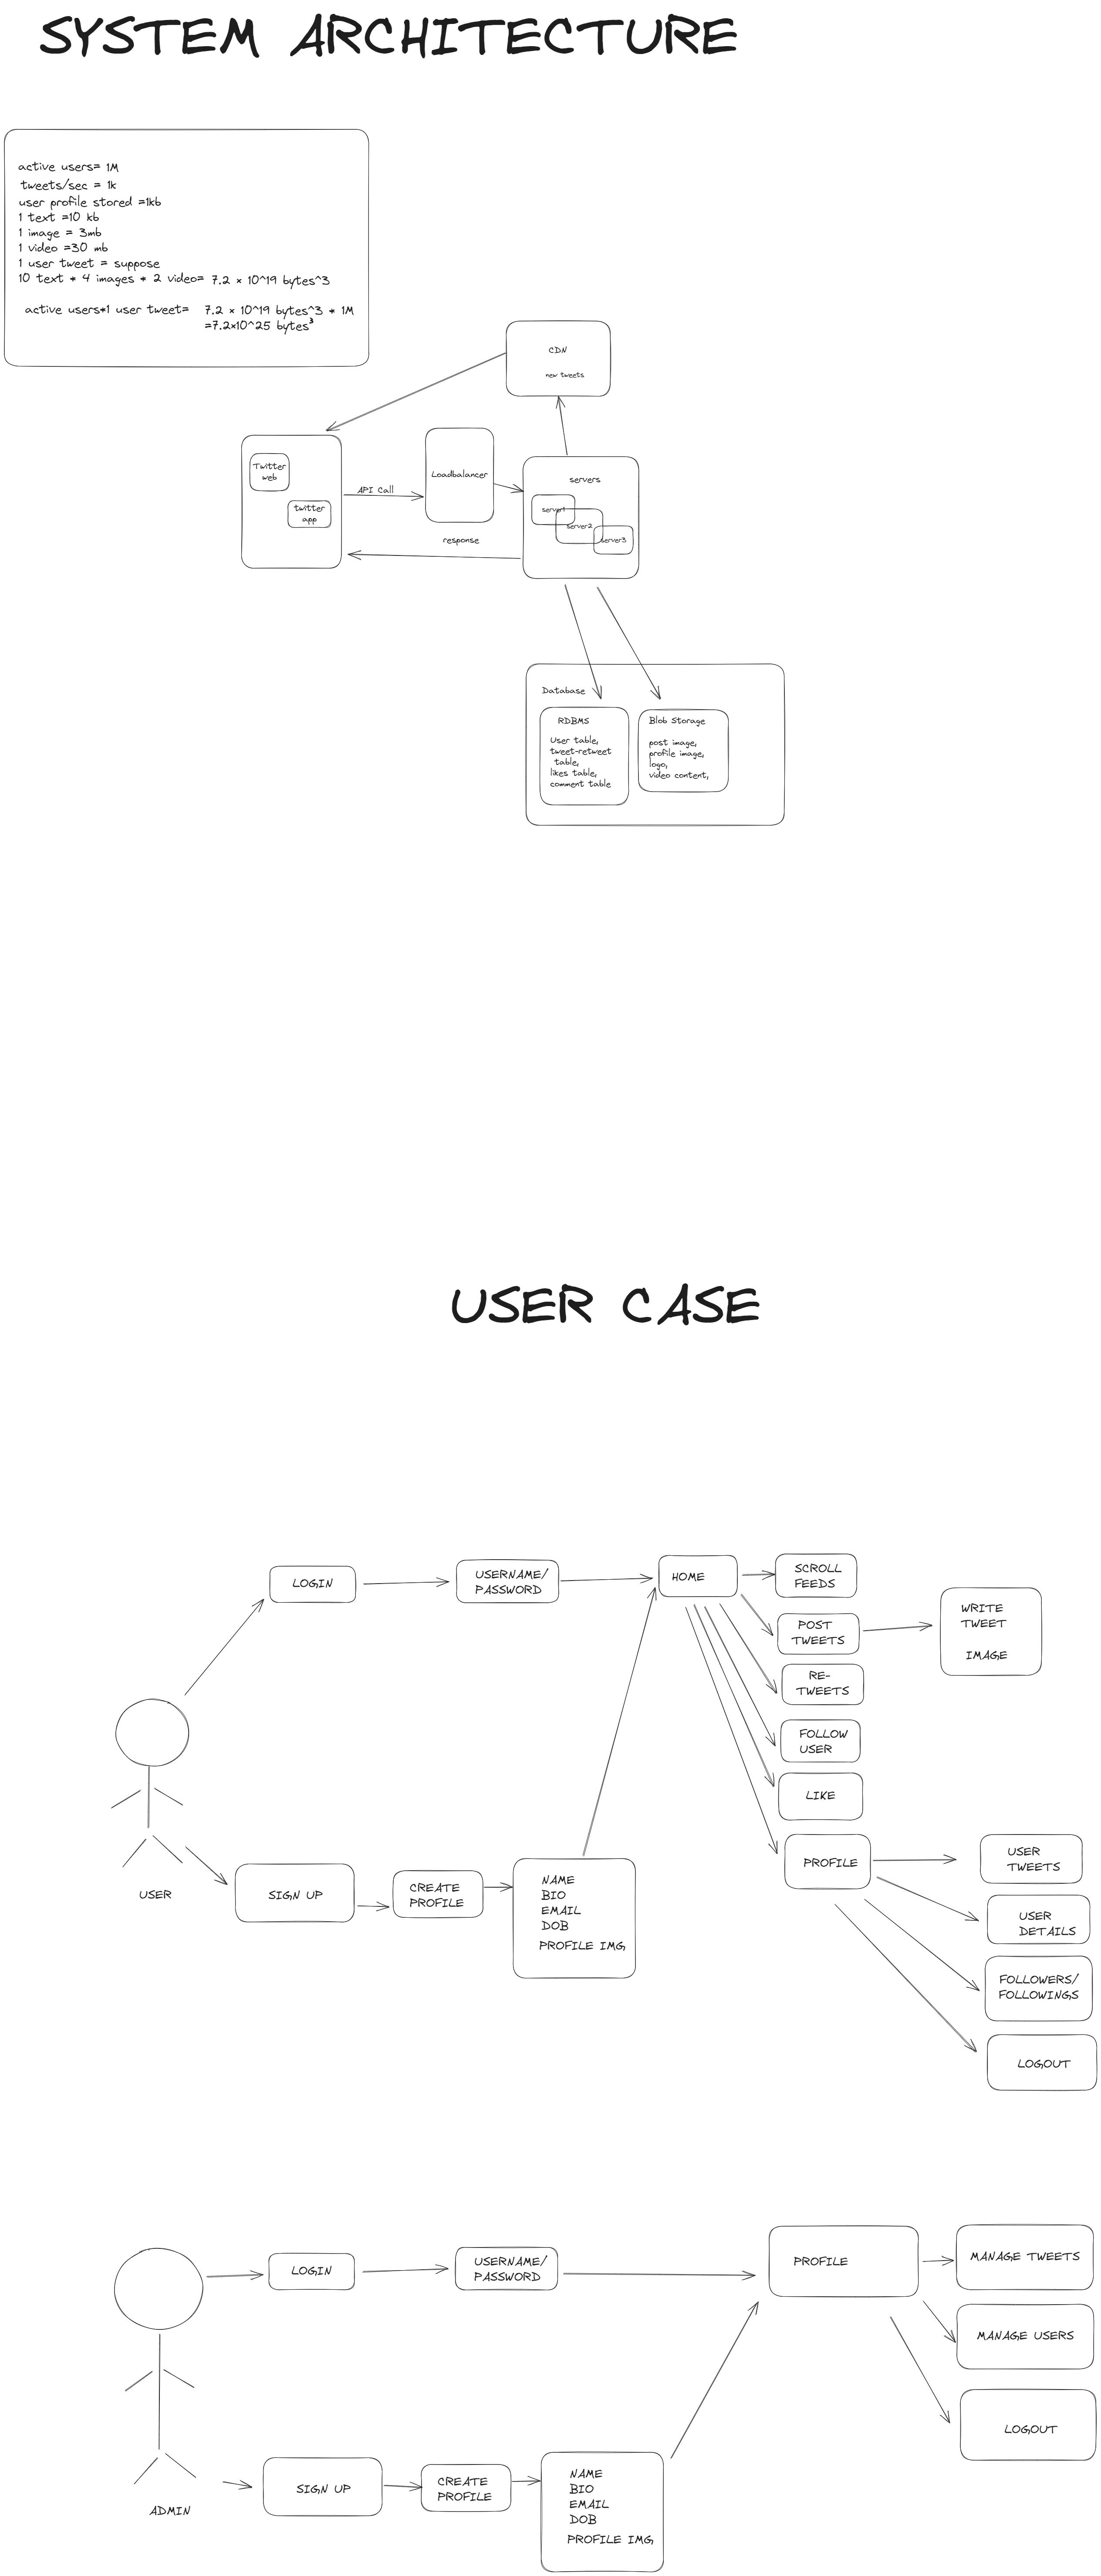 SYSTEM ARCHITECTURE
active users= 1M
tweets/sec = 1k
user profile stored =1kb
1 text =10 kb
1 image = 3mb
1 video =30 mb
1 user tweet = suppose
10 text * 4 images * 2 video= 7.2 × 10^19 bytes^3
active users*1 user tweet= 7.2 × 10^19 bytes^3 * 1M
=7.2×10^25 bytes³
CDN
new tweets
Twitter
web
twitter
app
API Call
Loadbalancer
response
servers
server1
server2
server3
Database
RDBMS
User table,
tweet-retweet
table,
likes table,
comment table
Blob Storage
post image,
profile image,
logo,
video content,
USER CASE
LOGIN
USERNAME/
PASSWORD
HOME
SCROLL
FEEDS
POST
TWEETS
WRITE
TWEET
IMAGE
RE-
TWEETS
FOLLOW
USER
LIKE
PROFILE
USER
TWEETS
USER
DETAILS
FOLLOWERS/
FOLLOWINGS
LOGOUT
USER
SIGN UP
CREATE
PROFILE
NAME
BIO
EMAIL
DOB
PROFILE IMG,
LOGIN
USERNAME/
PASSWORD
PROFILE
MANAGE TWEETS
MANAGE USERS
LOGOUT
ADMIN
SIGN UP
CREATE
PROFILE
NAME
BIO
EMAIL
DOB
PROFILE IMG,